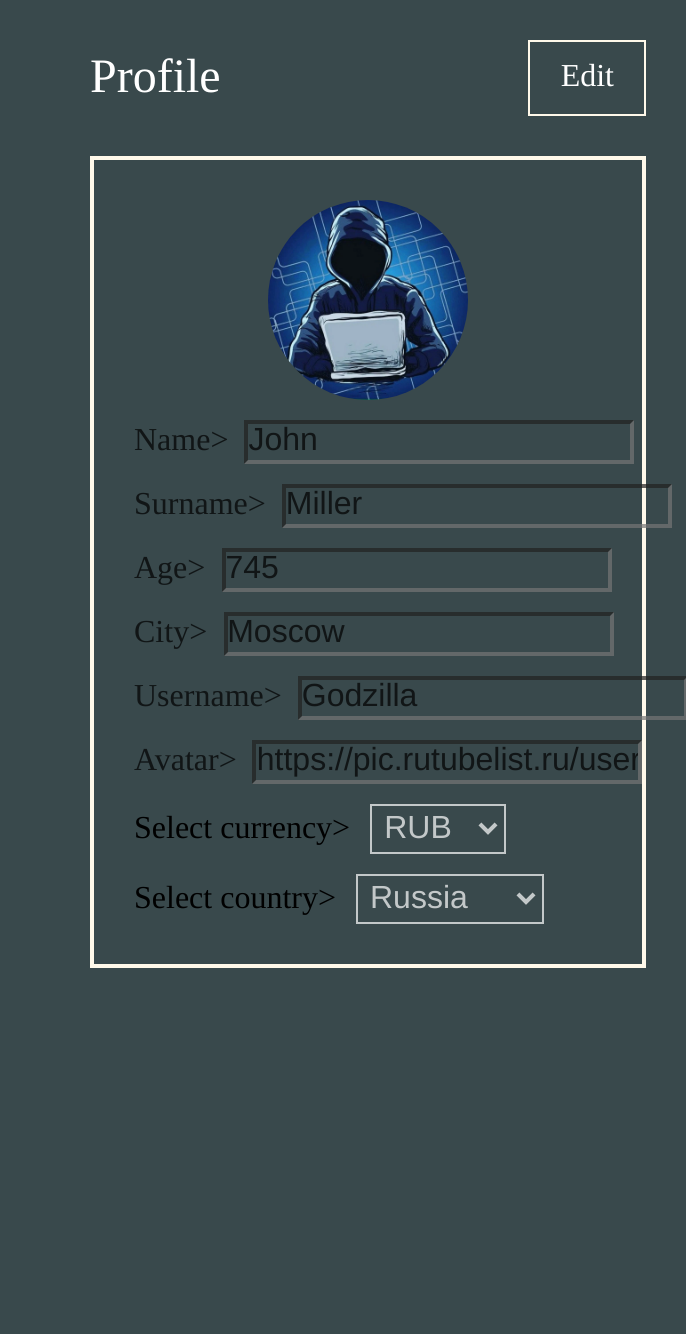 Profile
Edit
Name> John
Surname> Miller
Age> 745
City> Moscow
Username> Godzilla
Avatar> https://pic.rutubelist.ru/user
Select currency> RUB
Select country> Russia